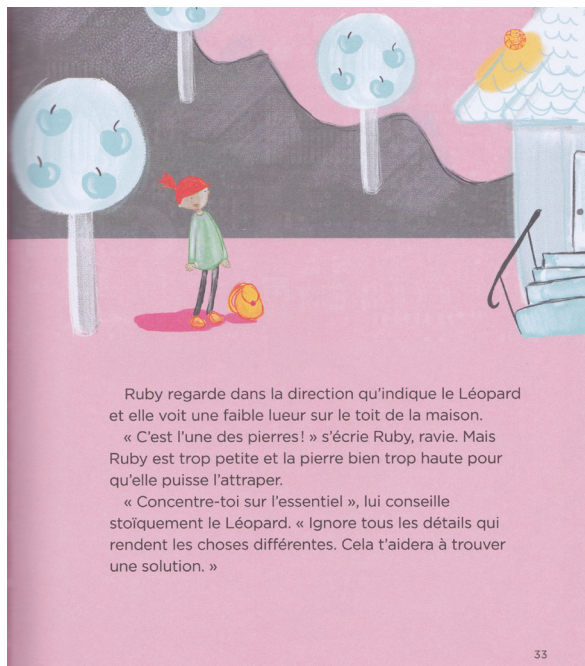 Ruby regarde dans la direction qu'indique le Léopard
et elle voit une faible lueur sur le toit de la maison.
« C'est l'une des pierres! » s'écrie Ruby, ravie. Mais
Ruby est trop petite et la pierre bien trop haute pour
qu'elle puisse l'attraper.
« Concentre-toi sur l'essentiel », lui conseille
stoïquement le Léopard. « Ignore tous les détails qui
rendent les choses différentes. Cela t'aidera à trouver
une solution. »
33